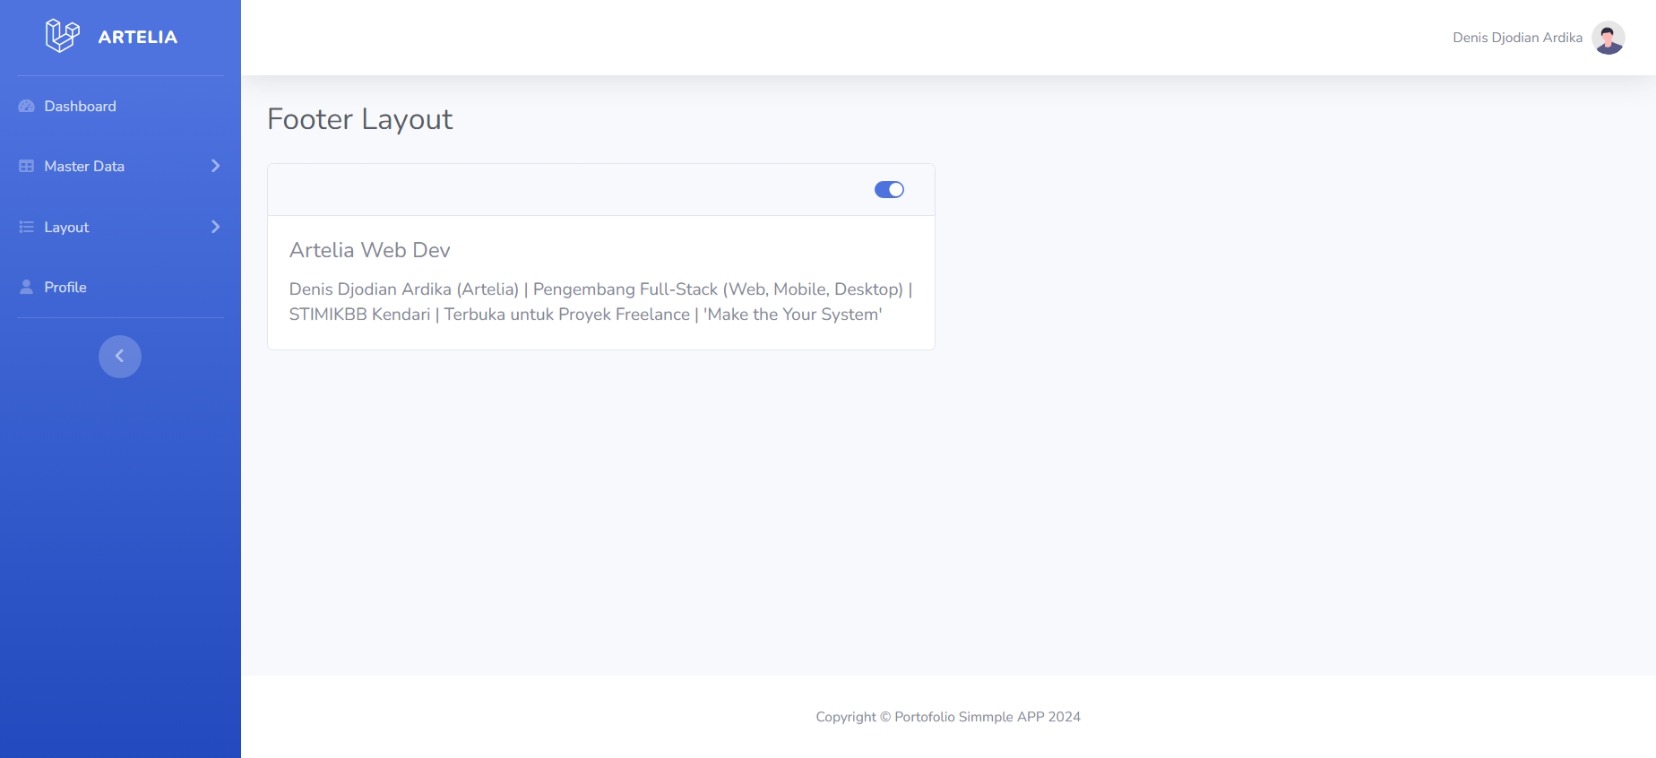 ARTELIA
Denis Djodian Ardika
Dashboard
Master Data
Layout
Profile
Footer Layout
Artelia Web Dev
Denis Djodian Ardika (Artelia) | Pengembang Full-Stack (Web, Mobile, Desktop) |
STIMIKBB Kendari | Terbuka untuk Proyek Freelance | 'Make the Your System'
Copyright © Portofolio Simmple APP 2024